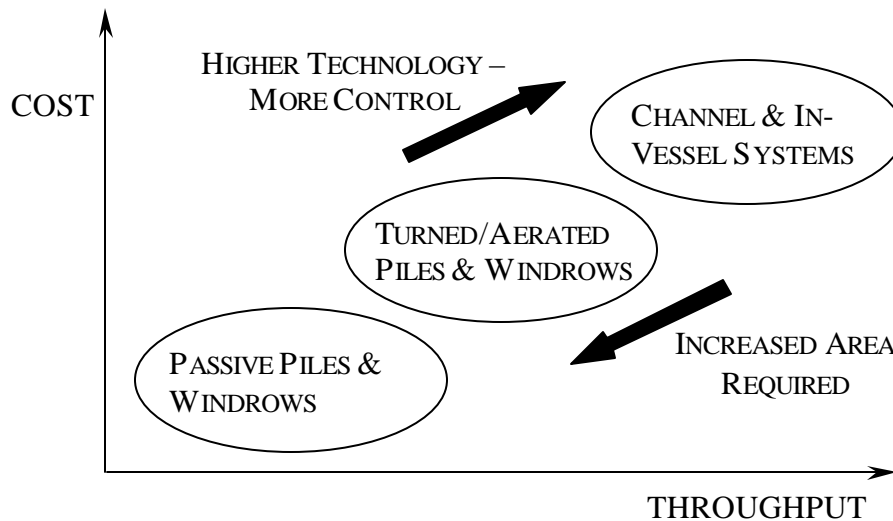 HIGHER TECHNOLOGY –
MORE CONTROL
COST
CHANNEL & IN-
VESSEL SYSTEMS
TURNED/AERATED
PILES & WINDROWS
PASSIVE PILES &
WINDROWS
INCREASED AREA
REQUIRED
THROUGHPUT